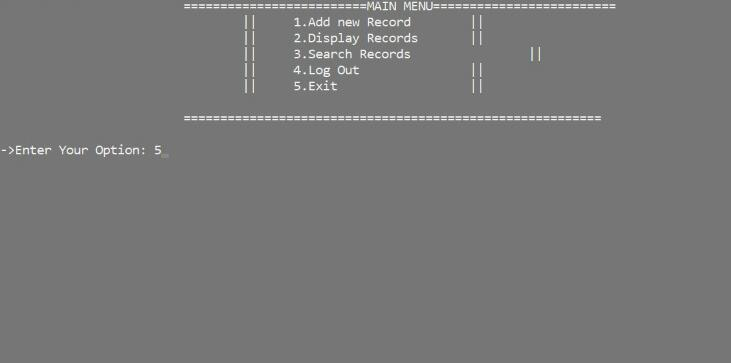 =========================MAIN MENU=========================
|| 1.Add new Record ||
|| 2.Display Records ||
|| 3.Search Records ||
|| 4.Log Out ||
|| 5.Exit ||
=========================================================
->Enter Your Option: 5_